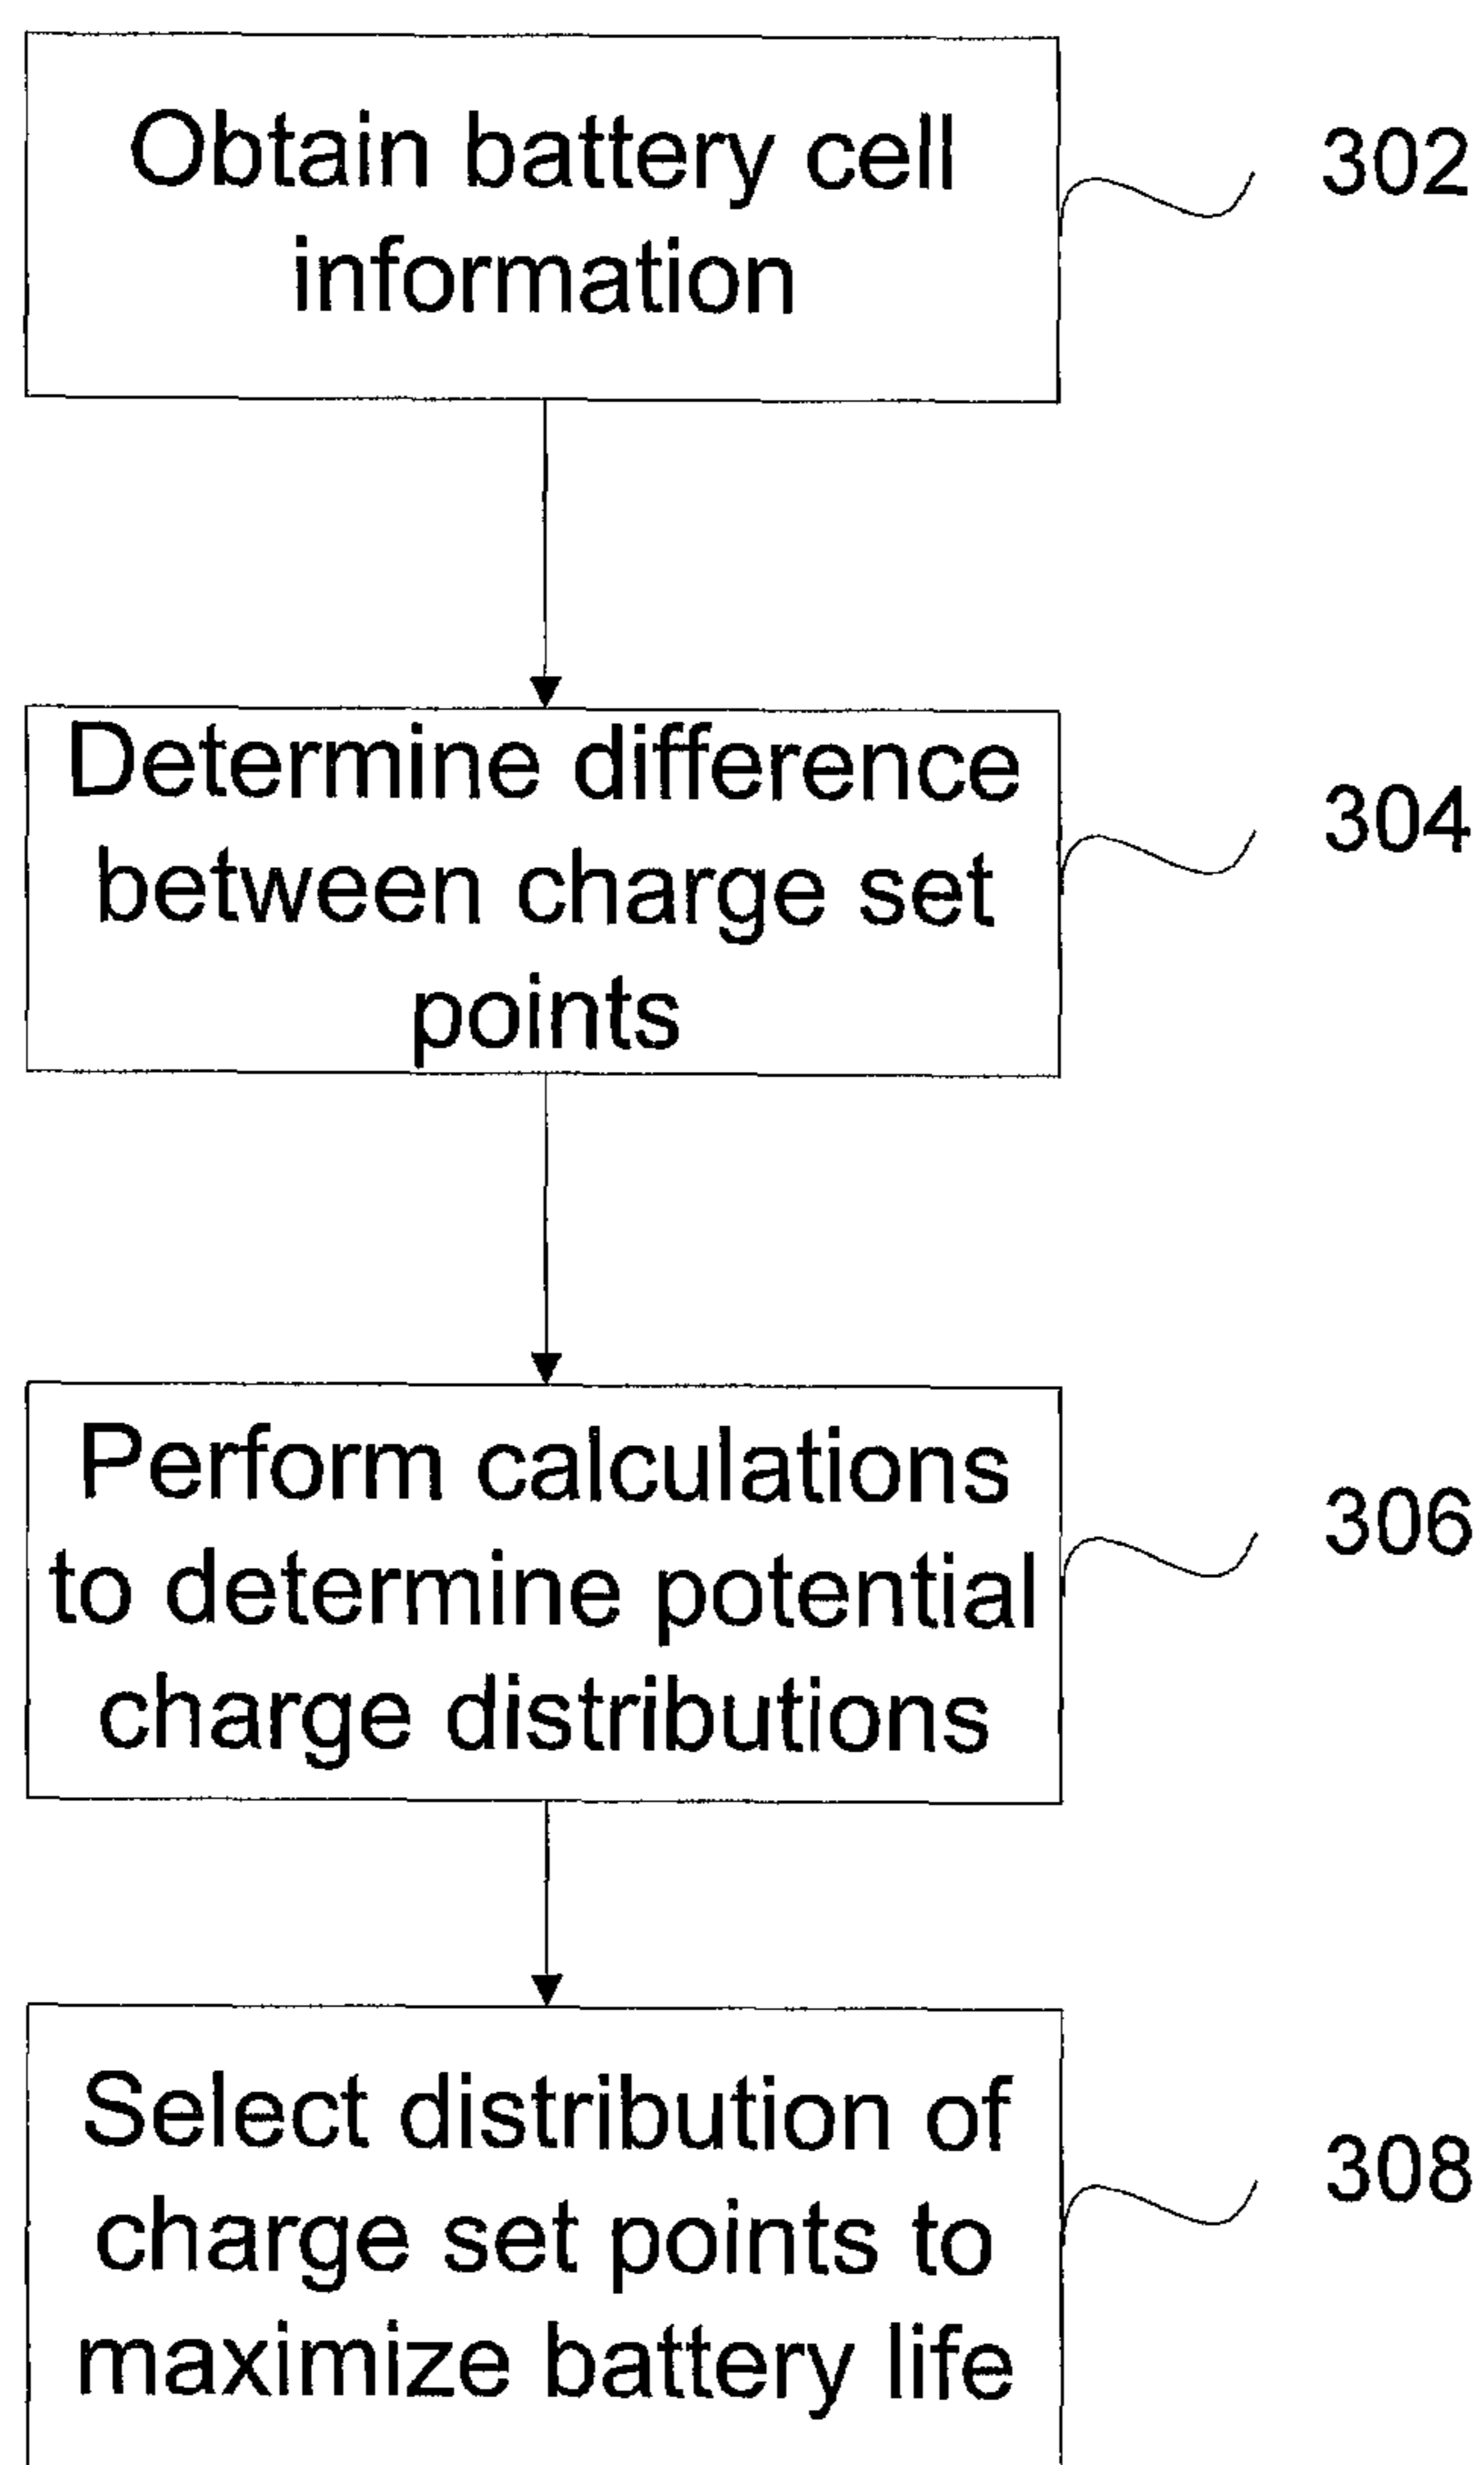 Obtain battery cell
information
302
Determine difference
between charge set
points
304
Perform calculations
to determine potential
charge distributions
306
Select distribution of
charge set points to
maximize battery life
308